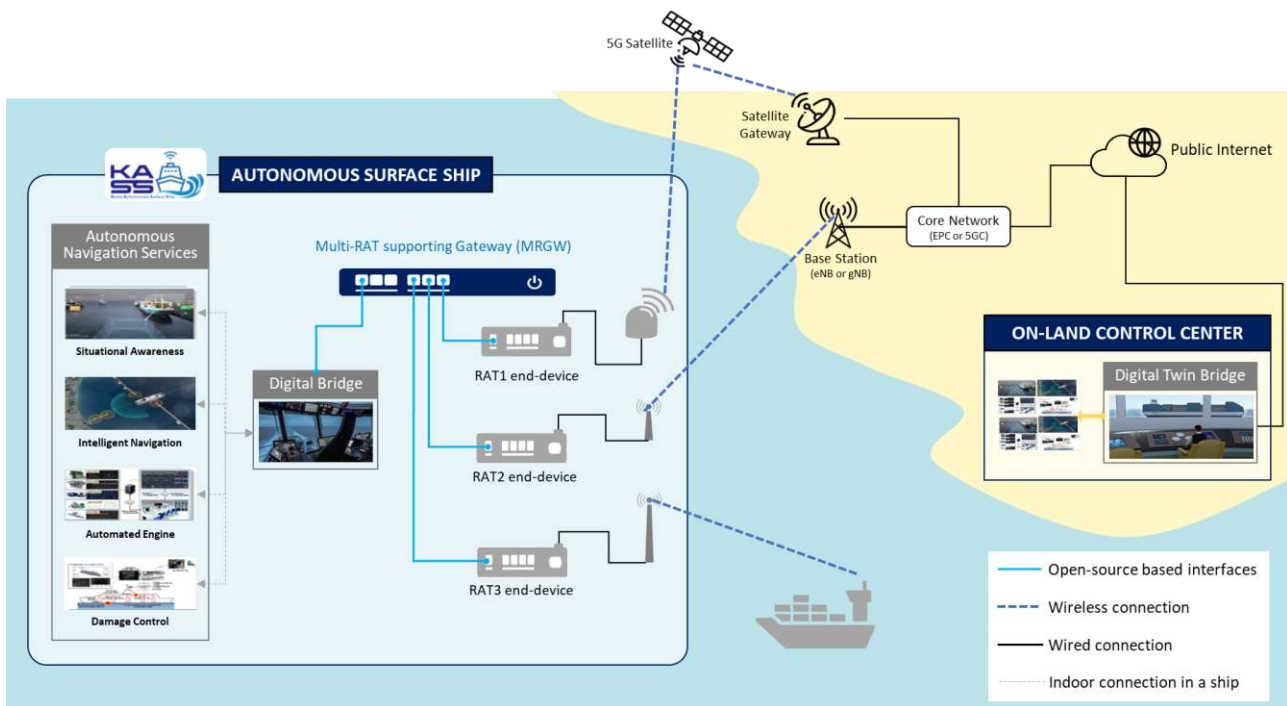 5G Satellite
Satellite
Gateway
Public Internet
KASS
AUTONOMOUS SURFACE SHIP
Autonomous
Navigation Services
Multi-RAT supporting Gateway (MRGW)
Core Network
(EPC or 5GC)
Base Station
(eNB or gNB)
Situational Awareness
RAT1 end-device
Digital Bridge
ON-LAND CONTROL CENTER
Digital Twin Bridge
Intelligent Navigation
RAT2 end-device
Automated Engine
RAT3 end-device
Damage Control
Open-source based interfaces
Wireless connection
Wired connection
Indoor connection in a ship